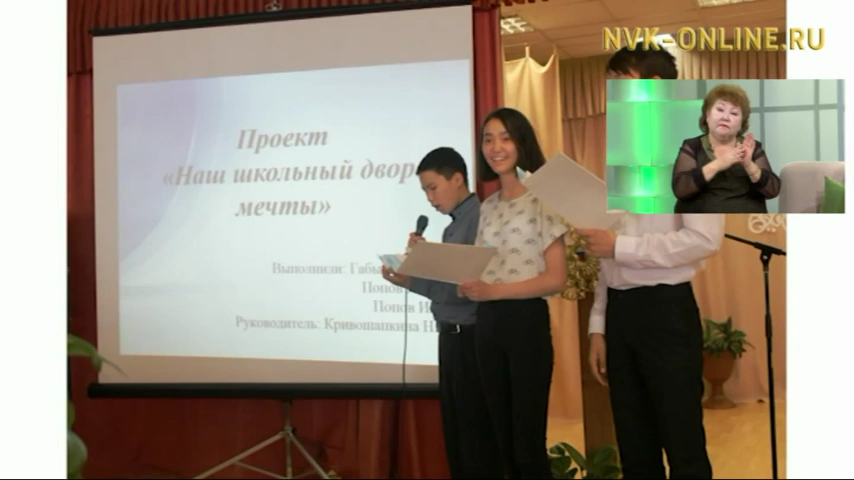 NVK-ONLINE.RU
Проект
«Наш школьный двор
мечты»
Выполнили:
Попов
Попов
Руководитель: Кривошапкина